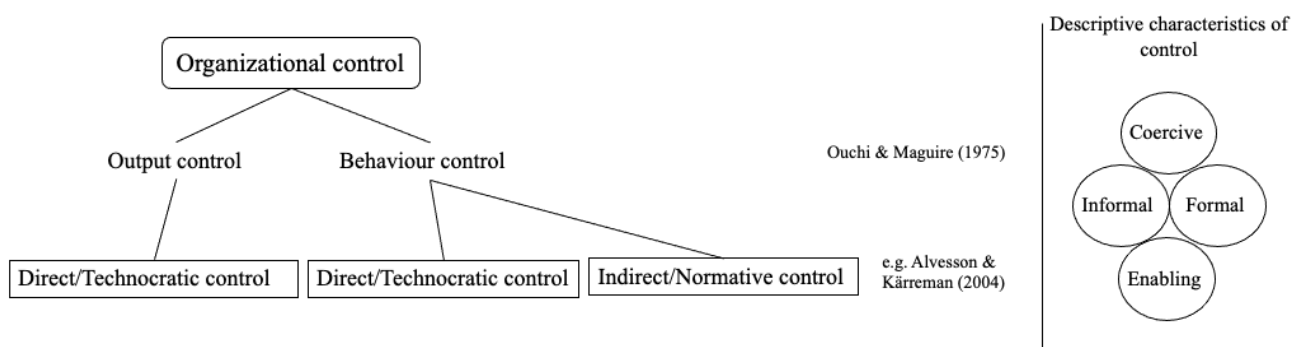 Organizational control
Output control
Behaviour control
Ouchi & Maguire (1975)
Direct/Technocratic control
Direct/Technocratic control
Indirect/Normative control
e.g. Alvesson &
Kärreman (2004)
Descriptive characteristics of
control
Coercive
Informal
Formal
Enabling